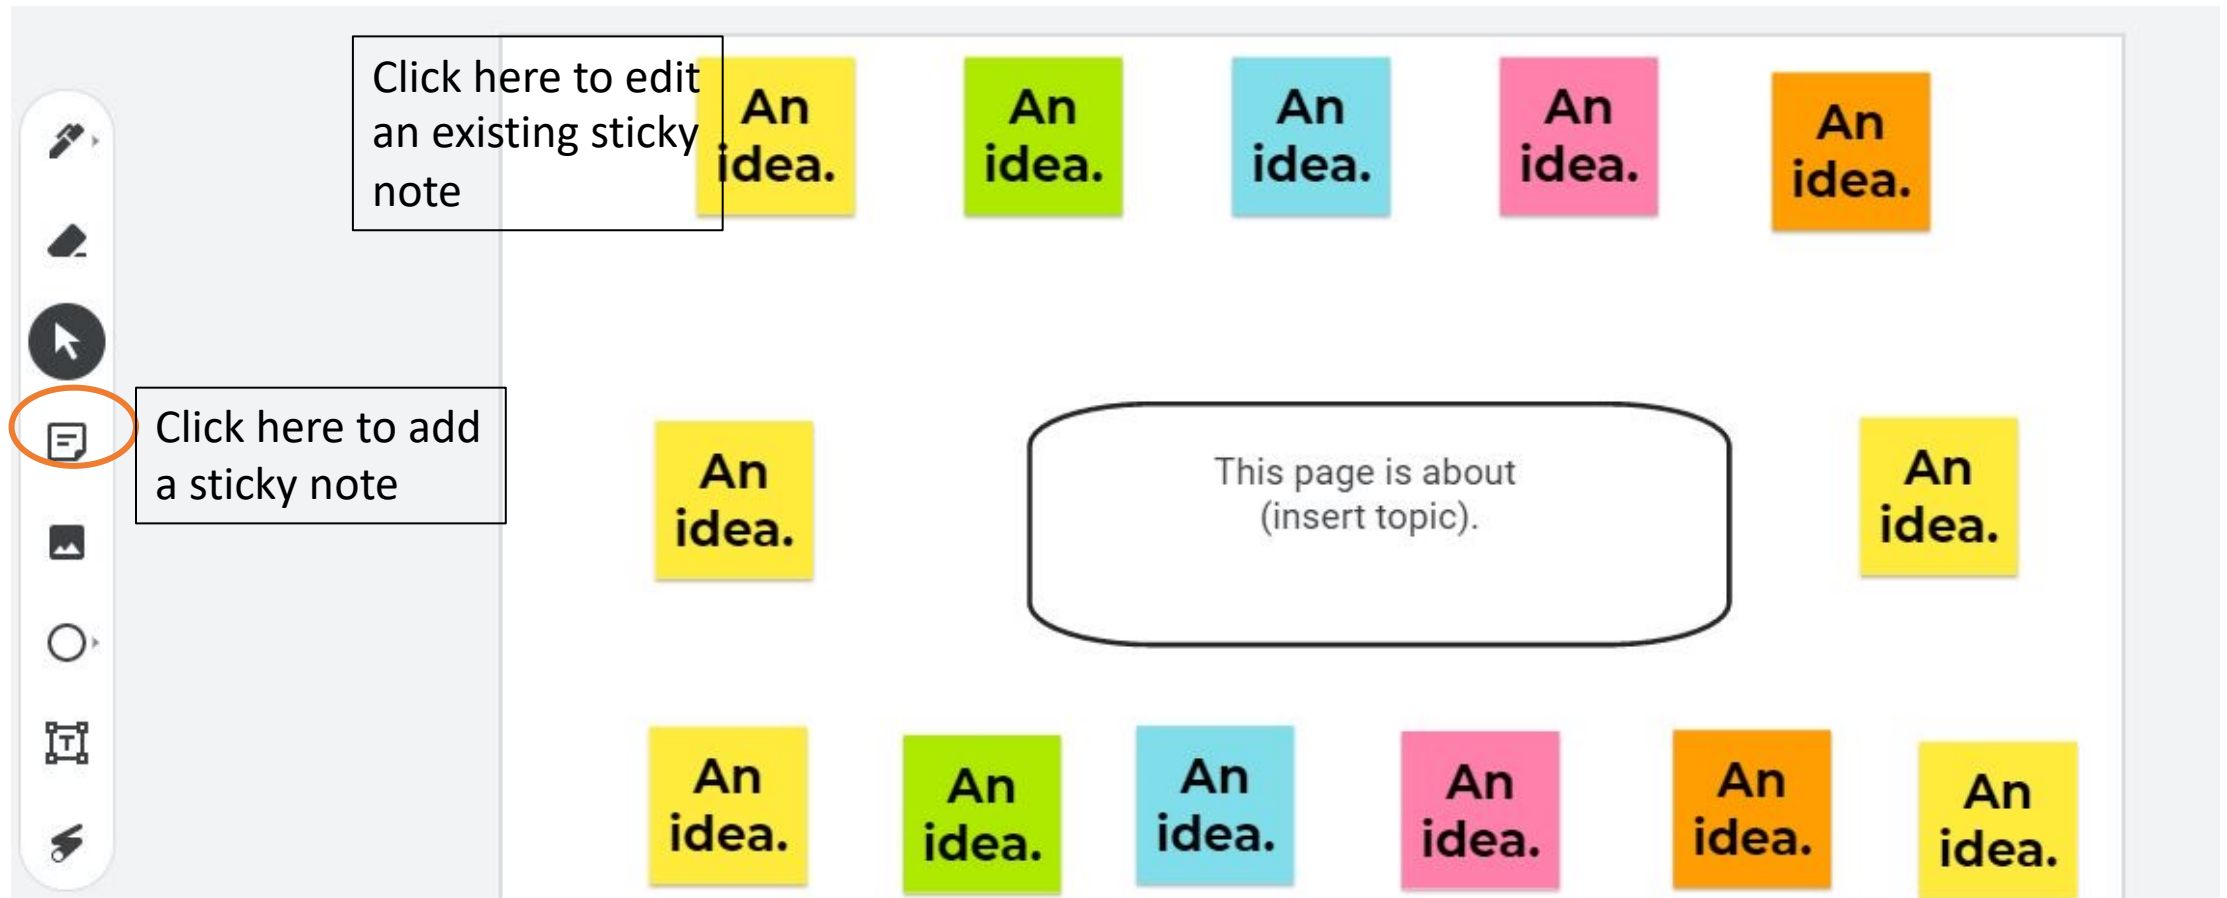 Click here to edit
an existing sticky
note
An
idea.
An
idea.
An
idea.
An
idea.
An
idea.
Click here to add
a sticky note
An
idea.
This page is about
(insert topic).
An
idea.
An
idea.
An
idea.
An
idea.
An
idea.
An
idea.
An
idea.